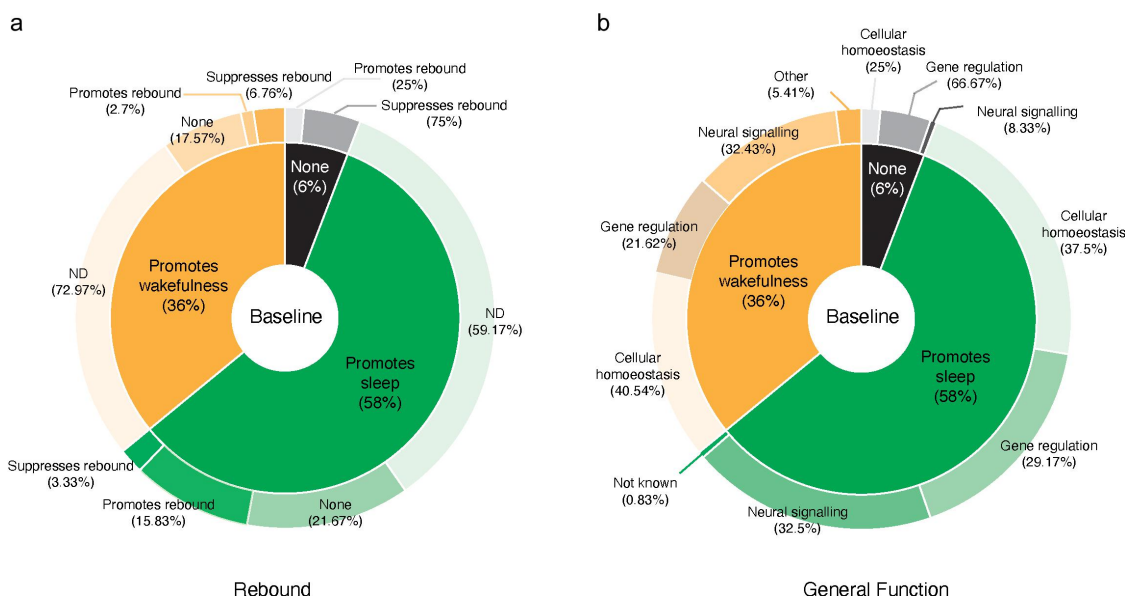 a
Suppresses rebound
(6.76%)
Promotes rebound
(25%)
Promotes rebound
(2.7%)
Suppresses rebound
(75%)
None
(17.57%)
None
(6%)
ND
(72.97%)
Promotes
wakefulness
(36%)
Baseline
ND
(59.17%)
Promotes
sleep
(58%)
Suppresses rebound
(3.33%)
Promotes rebound
(15.83%)
None
(21.67%)
Rebound
b
Cellular
homoeostasis
(25%)
Gene regulation
(66.67%)
Other
(5.41%)
Neural signalling
(8.33%)
Neural signalling
(32.43%)
None
(6%)
Cellular
homoeostasis
(37.5%)
Gene regulation
(21.62%)
Promotes
wakefulness
(36%)
Baseline
Cellular
homoeostasis
(40.54%)
Promotes
sleep
(58%)
Gene regulation
(29.17%)
Not known
(0.83%)
Neural signalling
(32.5%)
General Function